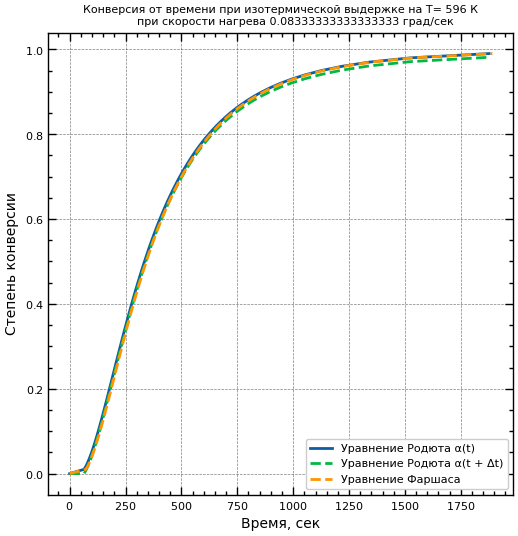 Конверсия от времени при изотермической выдержке на T= 596 К
при скорости нагрева 0.08333333333333333 град/сек
1.0
0.8
0.6
0.4
0.2
0.0
Степень конверсии
Уравнение Родюта α(t)
Уравнение Родюта α(t + Δt)
Уравнение Фаршаса
0 250 500 750 1000 1250 1500 1750
Время, сек